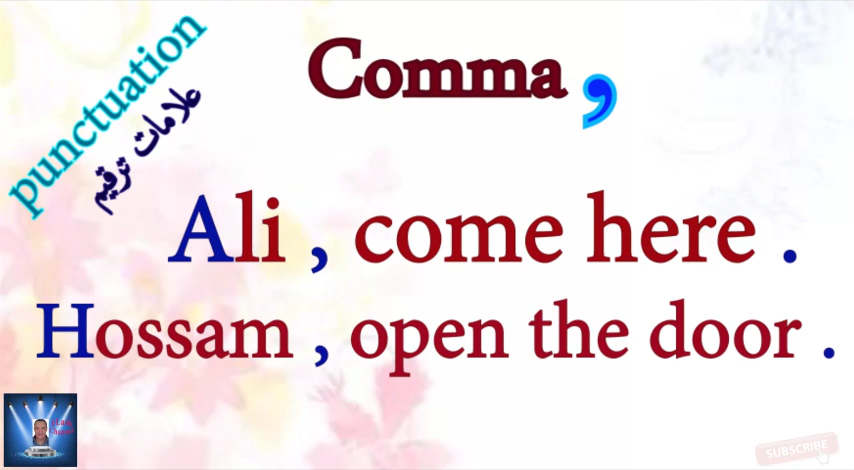 punctuation
علامات ترقيم
Comma ,
Ali , come here .
Hossam , open the door .
SUBSCRIBE